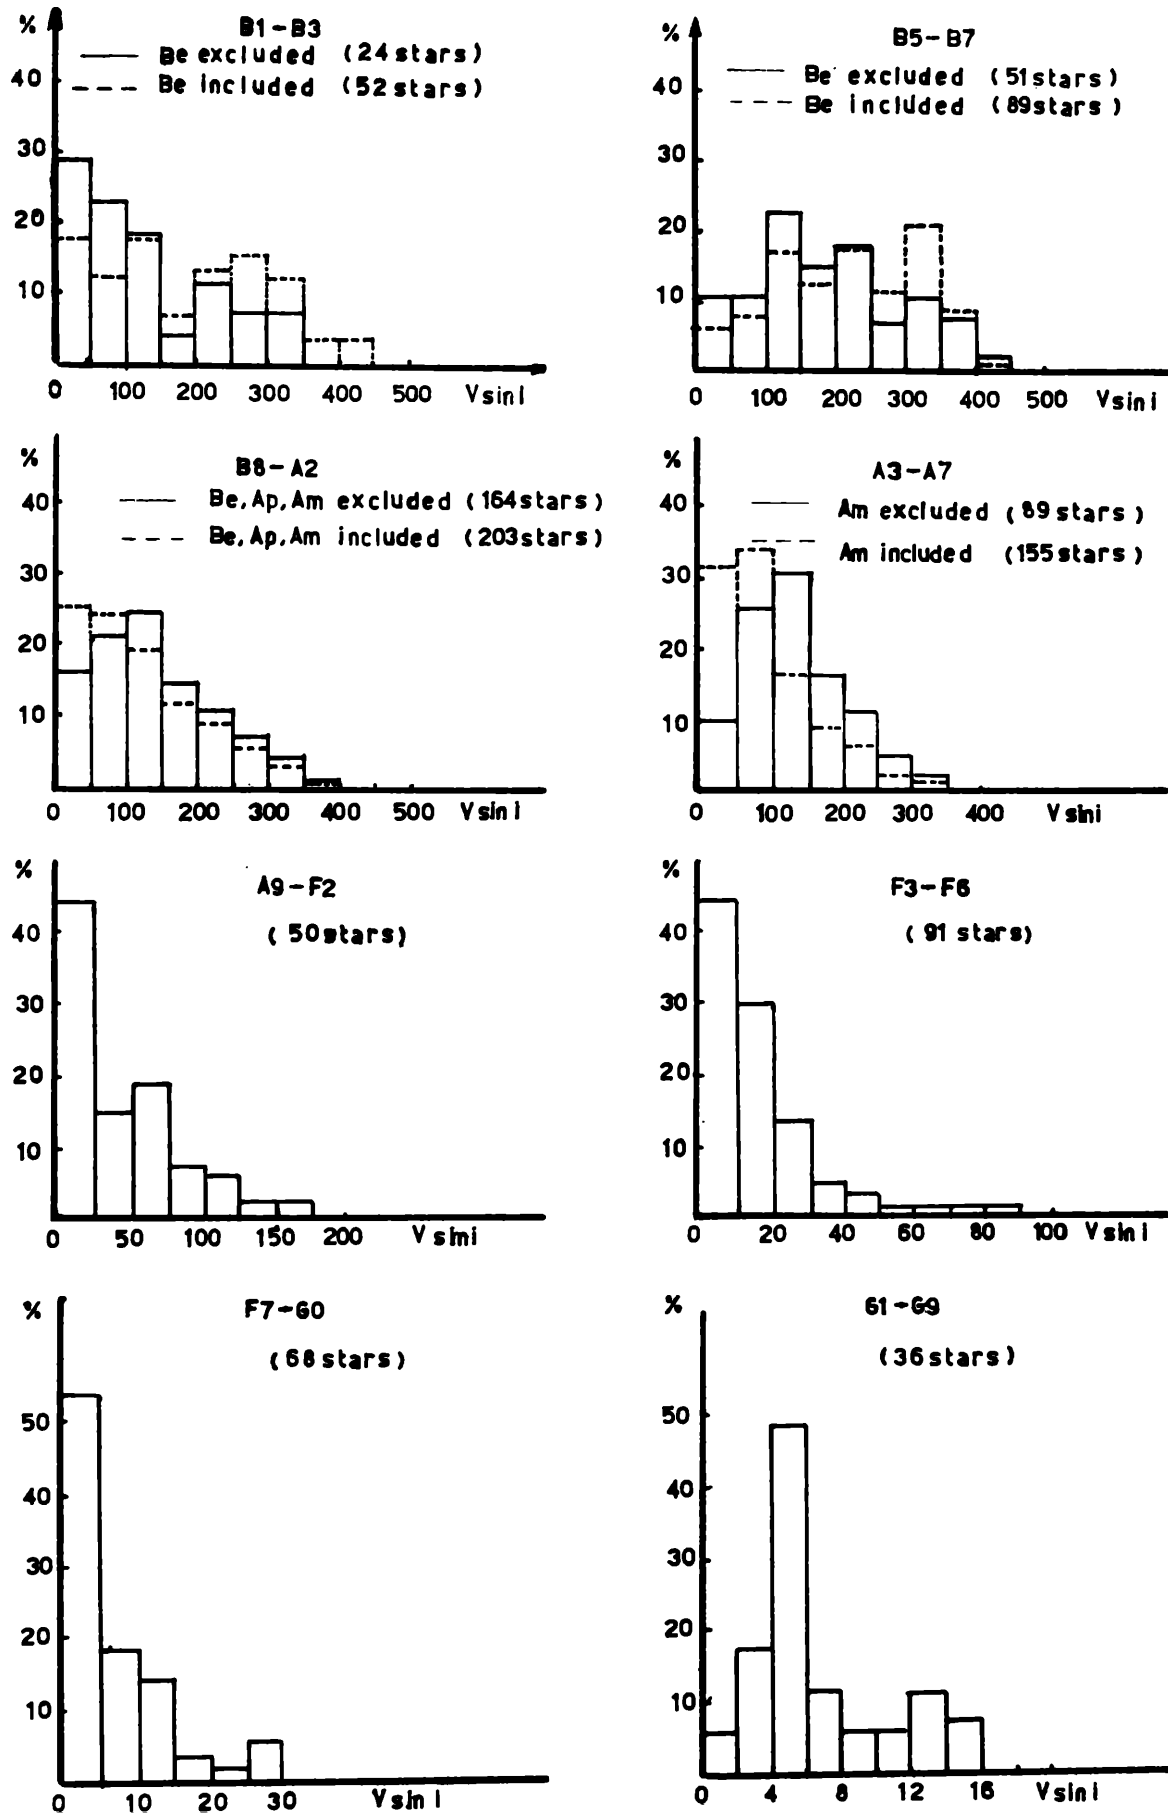 %
B1-B3
Be excluded (24 stars)
Be included (52 stars)
40
30
20
10
0 100 200 300 400 500 Vsini
%
B5-B7
Be excluded (51 stars)
Be included (89 stars)
40
30
20
10
0 100 200 300 400 500 Vsini
%
B8-A2
Be, Ap, Am excluded (164 stars)
Be, Ap, Am included (203 stars)
40
30
20
10
0 100 200 300 400 500 Vsini
%
A3-A7
Am excluded (89 stars)
Am included (155 stars)
40
30
20
10
0 100 200 300 400 Vsini
%
A9-F2
(50 stars)
40
30
20
10
0 50 100 150 200 Vsini
%
F3-F6
(91 stars)
40
30
20
10
0 20 40 60 80 100 Vsini
%
F7-G0
(68 stars)
50
40
30
20
10
0 10 20 30 Vsini
%
G1-G9
(36 stars)
50
40
30
20
10
0 4 8 12 16 Vsini